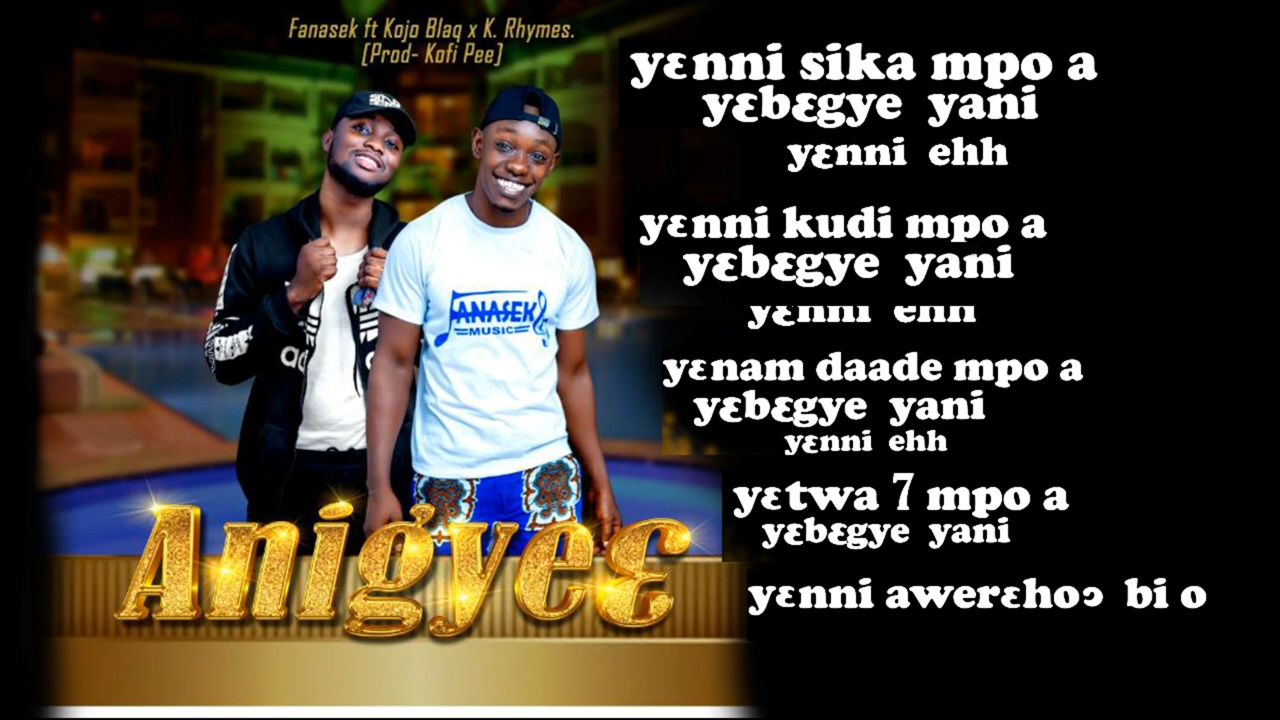 Fanasek ft Kojo Blaq x K. Rhymes.
[Prod- Kofi Pee]
ANASEK
MUSIC
Anigyeɛ
yɛnni sika mpo a
yɛbɛgye yani
yɛnni ehh
yɛnni kudi mpo a
yɛbɛgye yani
yɛnni ehh
yɛnam daade mpo a
yɛbɛgye yani
yɛnni ehh
yɛtwa 7 mpo a
yɛbɛgye yani
yɛnni awerɛhoɔ bi o